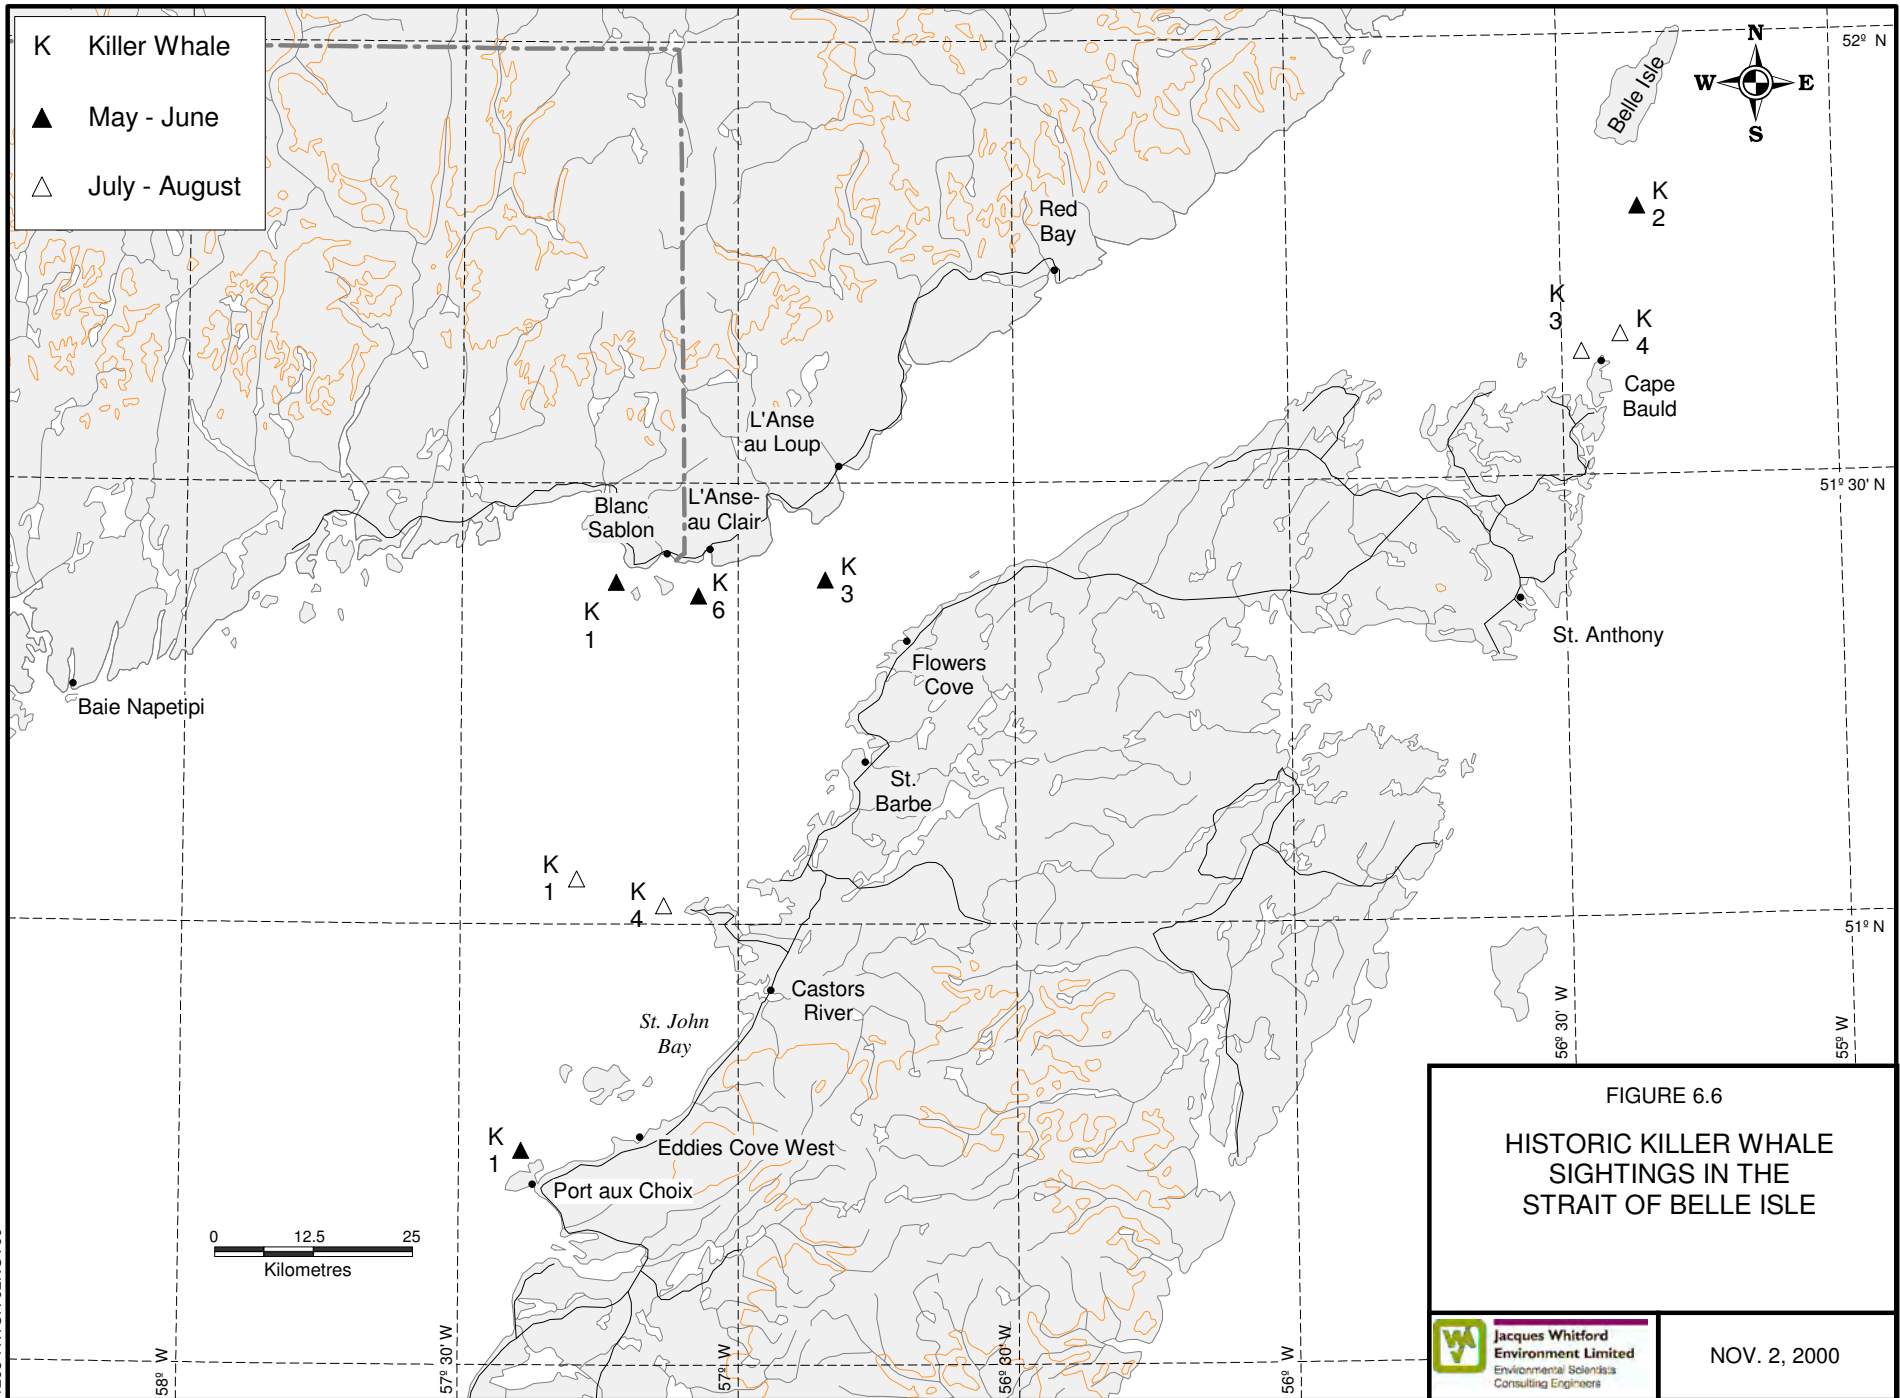 K Killer Whale
May - June
July - August
N
W E
S
52º N
Belle Isle
K
2
Red
Bay
K
3
K
4
Cape
Bauld
L'Anse
au Loup
51º 30' N
Blanc
Sablon
L'Anse-
au Clair
K
1
K
6
K
3
St. Anthony
Flowers
Cove
Baie Napetipi
St.
Barbe
K
1
K
4
51º N
Castors
River
St. John
Bay
56º 30' W
55º W
K
1
Eddies Cove West
Port aux Choix
0 12.5 25
Kilometres
58º W
57º 30' W
57º W
56º 30' W
56º W
FIGURE 6.6
HISTORIC KILLER WHALE
SIGHTINGS IN THE
STRAIT OF BELLE ISLE
Jacques Whitford
Environment Limited
Environmental Scientists
Consulting Engineers
NOV. 2, 2000